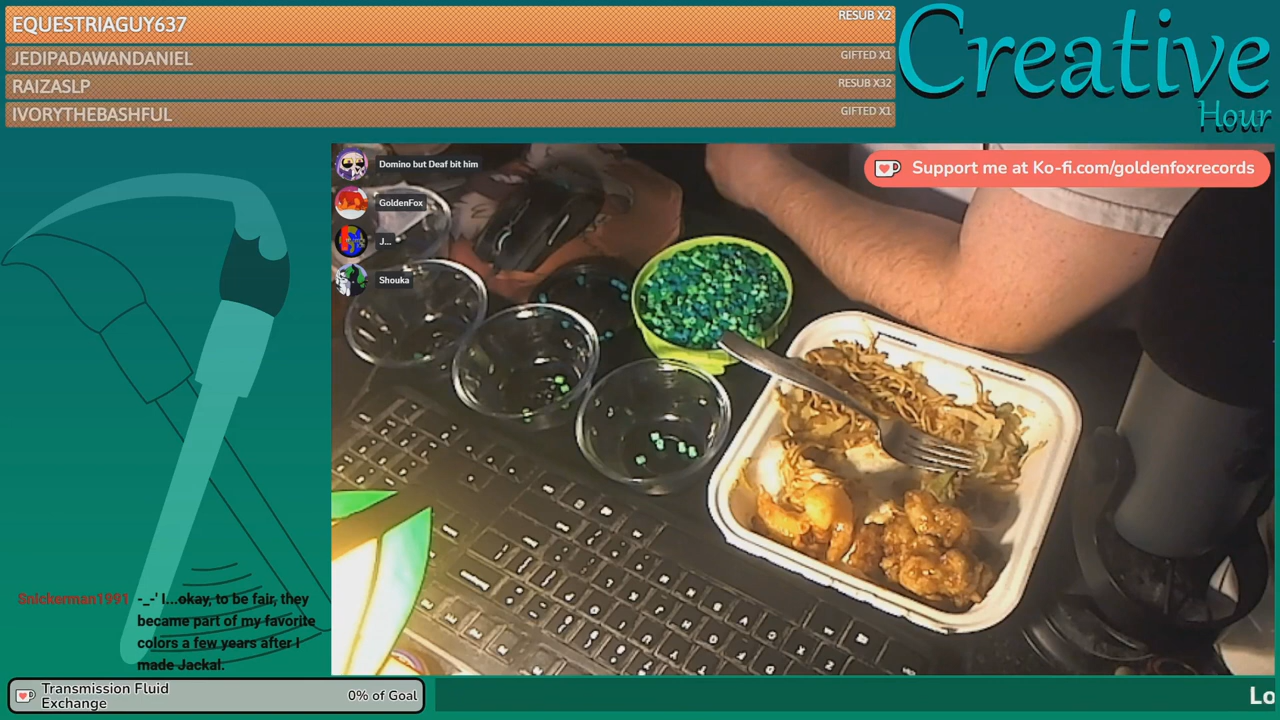 EQUESTRIAGUY637 RESUB X2
JEDIPADAWANDANIEL GIFTED X1
RAIZASLP RESUB X32
IVORYTHEBASHFUL GIFTED X1
Creative
Hour
Support me at Ko-fi.com/goldenfoxrecords
Domino but Deaf bit him
GoldenFox
J...
Shouka
Snickerman1991 -_-' I...okay, to be fair, they
became part of my favorite
colors a few years after I
made Jackal.
Transmission Fluid
Exchange
0% of Goal
Lo